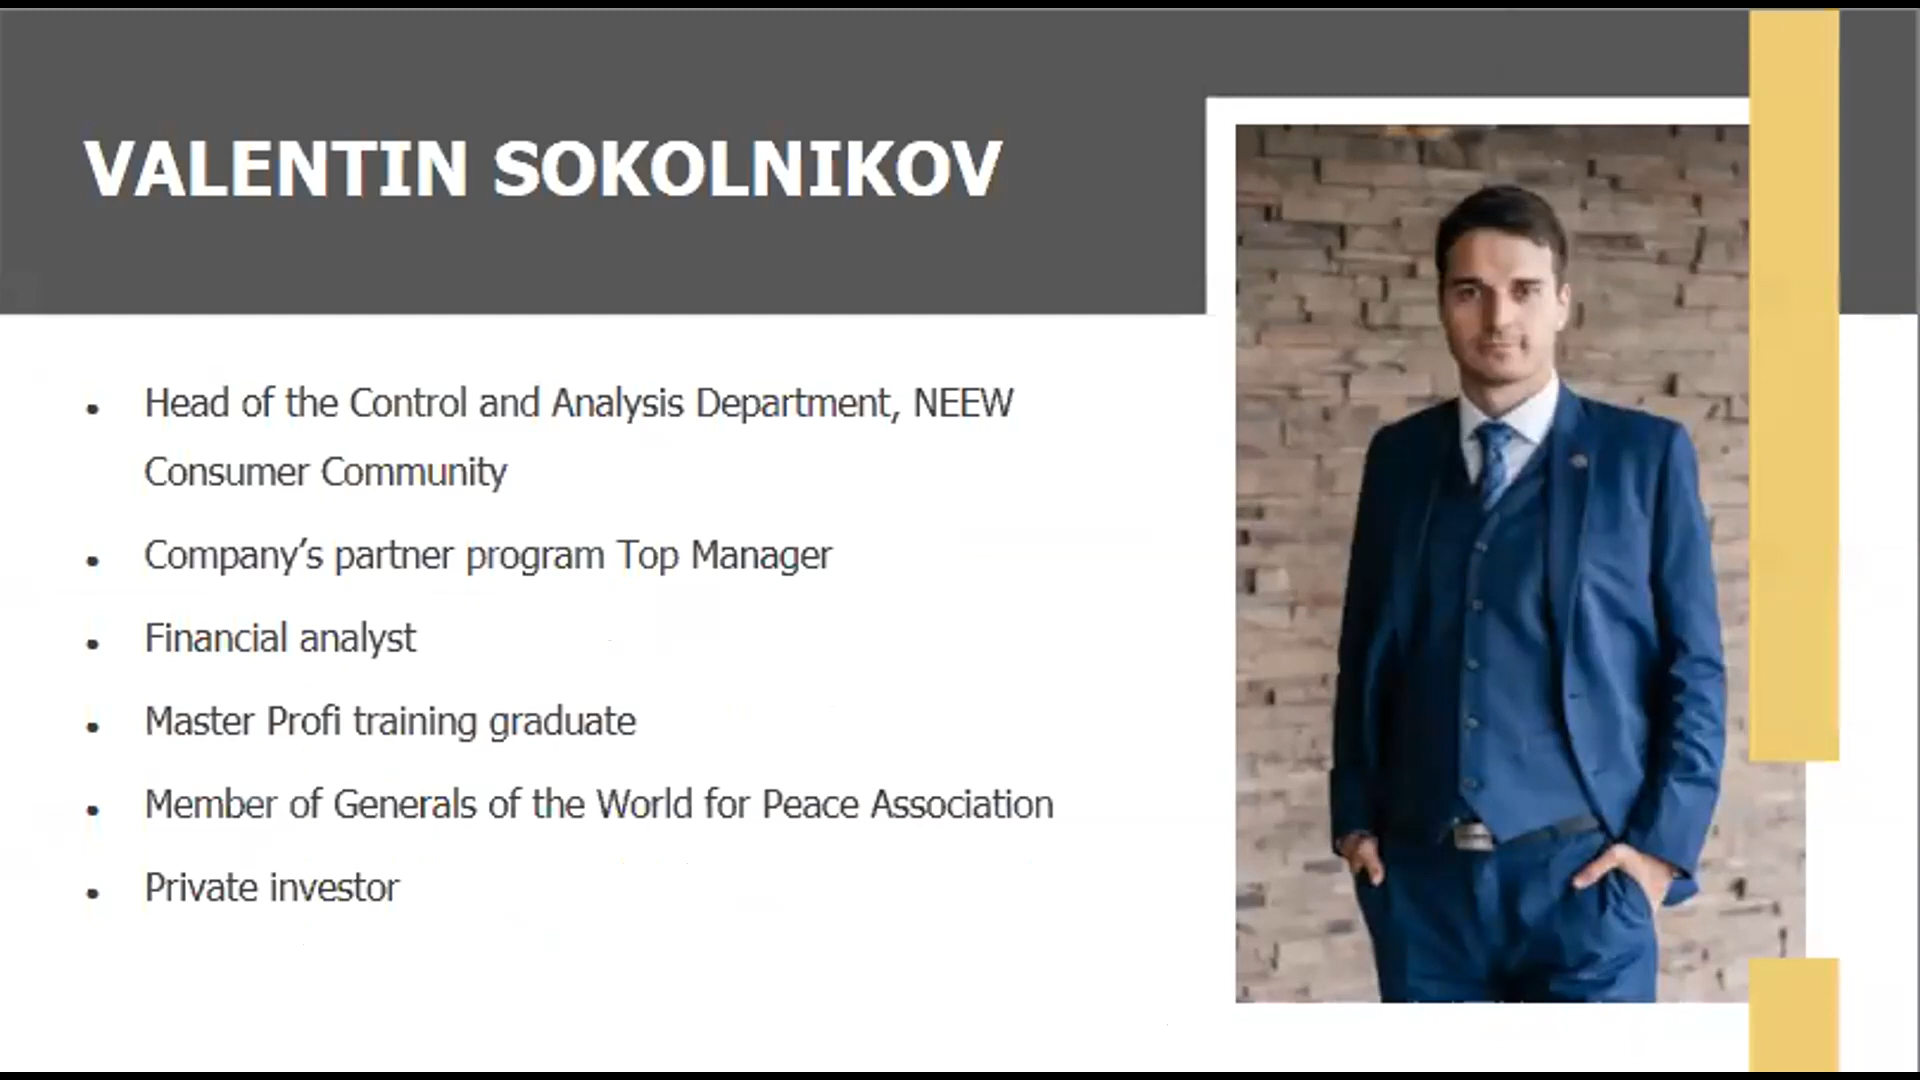 VALENTIN SOKOLNIKOV
• Head of the Control and Analysis Department, NEEW
Consumer Community
• Company’s partner program Top Manager
• Financial analyst
• Master Profi training graduate
• Member of Generals of the World for Peace Association
• Private investor